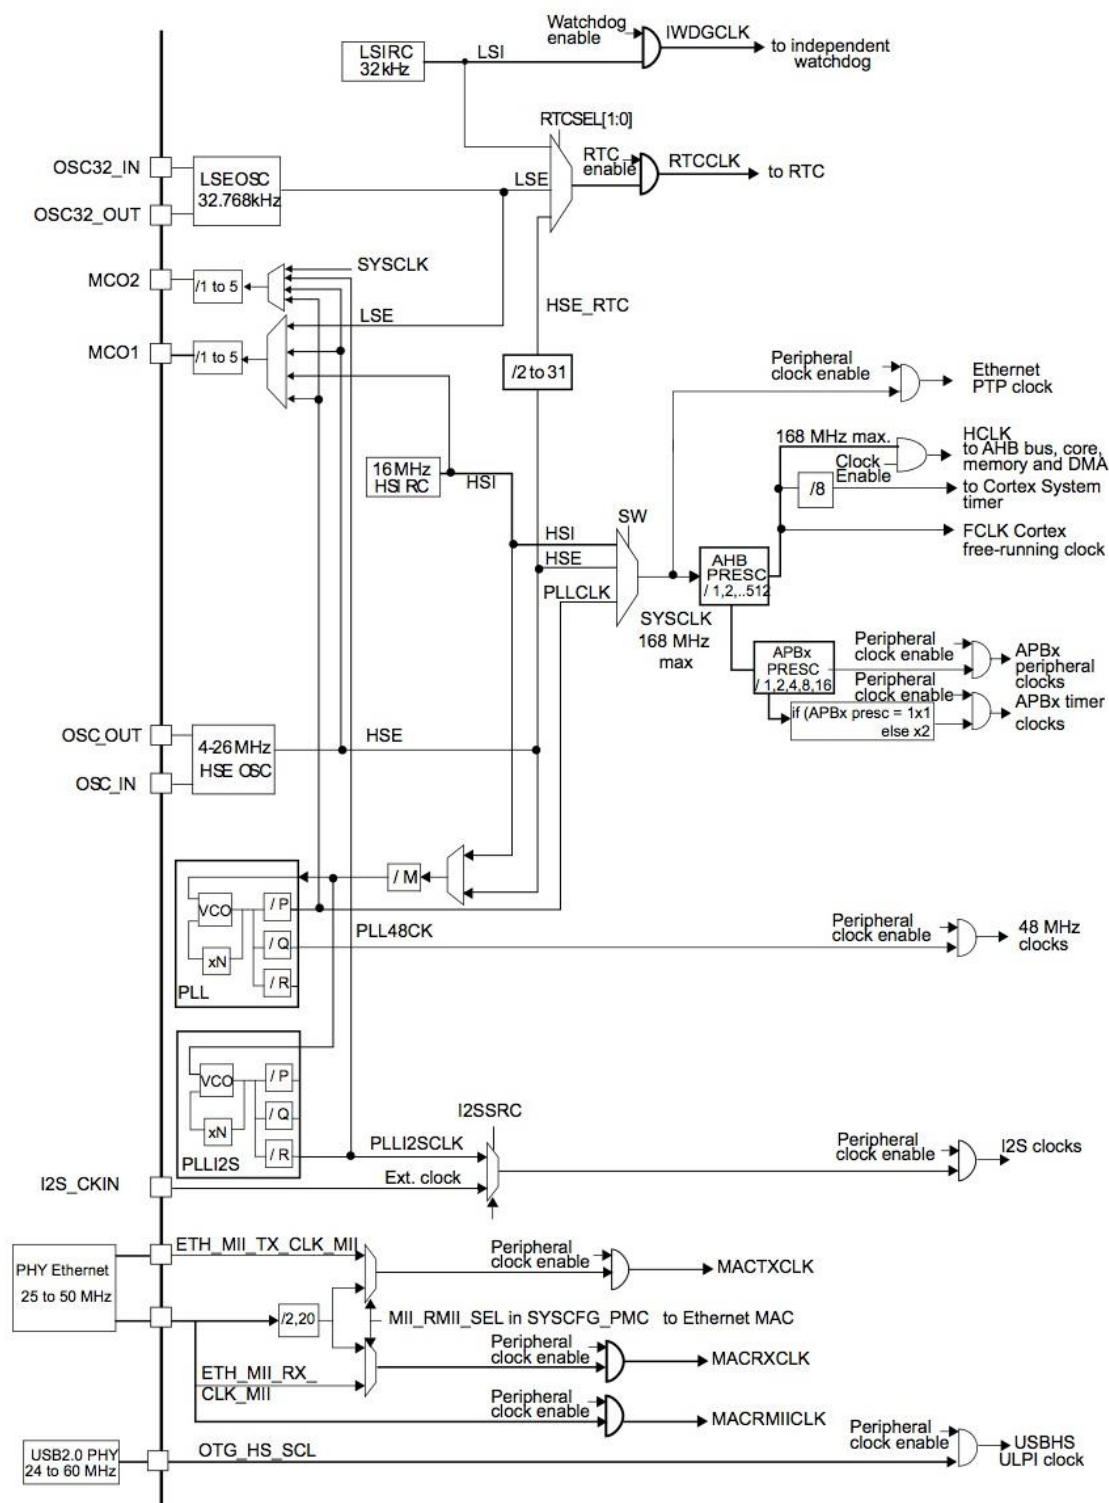 Watchdog
enable
IWDGCLK
to independent
watchdog
LSIRC
32kHz
LSI
RTCSEL[1:0]
OSC32_IN
LSEOSC
32.768kHz
OSC32_OUT
LSE
RTC
enable
RTCCLK
to RTC
SYSCLK
MCO2
/1 to 5
HSE_RTC
LSE
MCO1
/1 to 5
/2 to 31
Peripheral
clock enable
Ethernet
PTP clock
16MHz
HSI RC
HSI
168 MHz max.
Clock
Enable
HCLK
to AHB bus, core,
memory and DMA
/8
to Cortex System
timer
FCLK Cortex
free-running clock
SW
HSI
HSE
PLLCLK
AHB
PRESC
/ 1,2,..512
SYSCLK
168 MHz
max
APBx
PRESC
/ 1,2,4,8,16
Peripheral
clock enable
APBx
peripheral
clocks
Peripheral
clock enable
APBx timer
clocks
if (APBx presc = 1x1
else x2
OSC_OUT
4-26MHz
HSE OSC
OSC_IN
HSE
/ M
VCO
/ P
xN
/ Q
/ R
PLL
PLL48CK
Peripheral
clock enable
48 MHz
clocks
VCO
/ P
xN
/ Q
/ R
PLLI2S
I2SSRC
PLLI2SCLK
Peripheral
clock enable
I2S clocks
I2S_CKIN
Ext. clock
ETH_MII_TX_CLK_MII
PHY Ethernet
25 to 50 MHz
Peripheral
clock enable
MACTXCLK
/2,20
MII_RMII_SEL in SYSCFG_PMC
to Ethernet MAC
Peripheral
clock enable
MACRXCLK
ETH_MII_RX_
CLK_MII
Peripheral
clock enable
MACRMIICLK
USB2.0 PHY
24 to 60 MHz
OTG_HS_SCL
Peripheral
clock enable
USBHS
ULPI clock